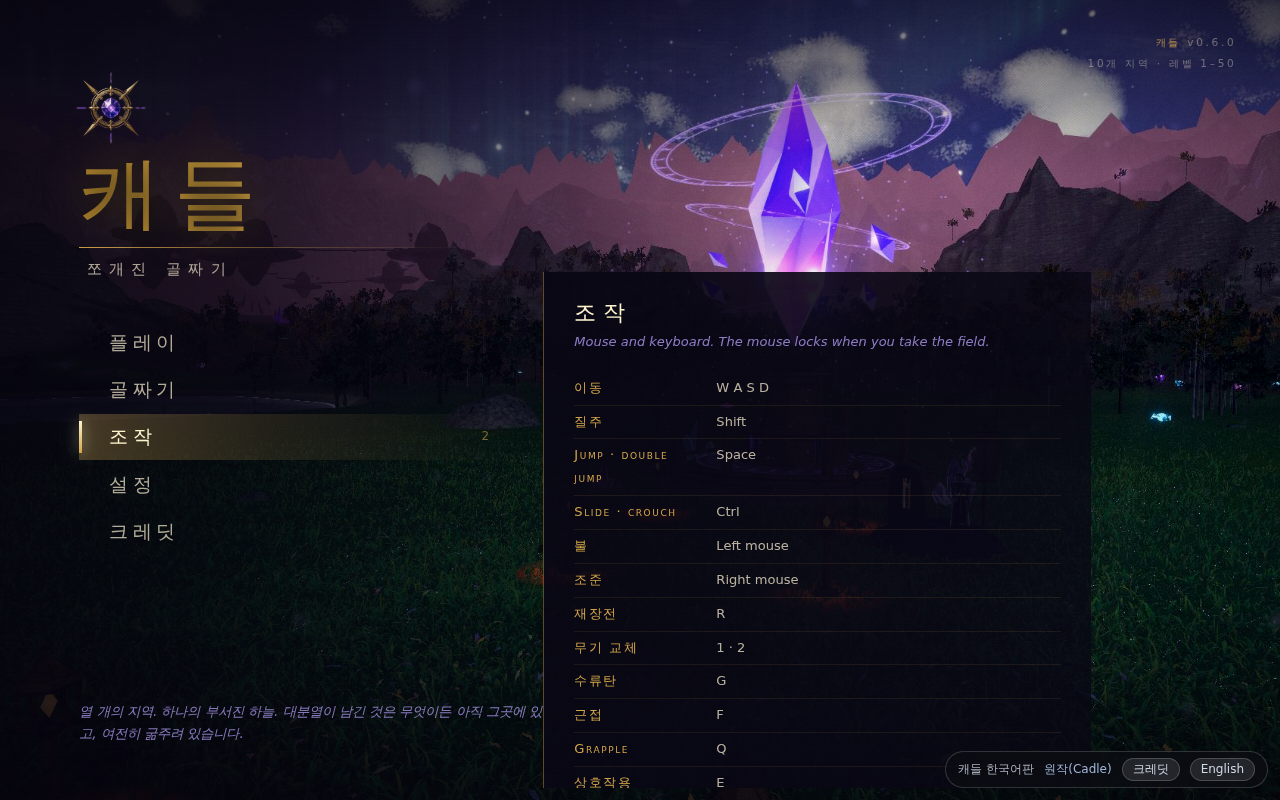 캐들 v0.6.0
10개 지역 · 레벨 1–50
캐들
쪼개진 골짜기
플레이
골짜기
조작 2
설정
크레딧
열 개의 지역. 하나의 부서진 하늘. 대분열이 남긴 것은 무엇이든 아직 그곳에 있
고, 여전히 굶주려 있습니다.
조작
Mouse and keyboard. The mouse locks when you take the field.
이동 W A S D
질주 Shift
Jump · double
jump Space
Slide · crouch Ctrl
불 Left mouse
조준 Right mouse
재장전 R
무기 교체 1 · 2
수류탄 G
근접 F
Grapple Q
상호작용 E
캐들 한국어판 원작(Cadle) 크레딧 English